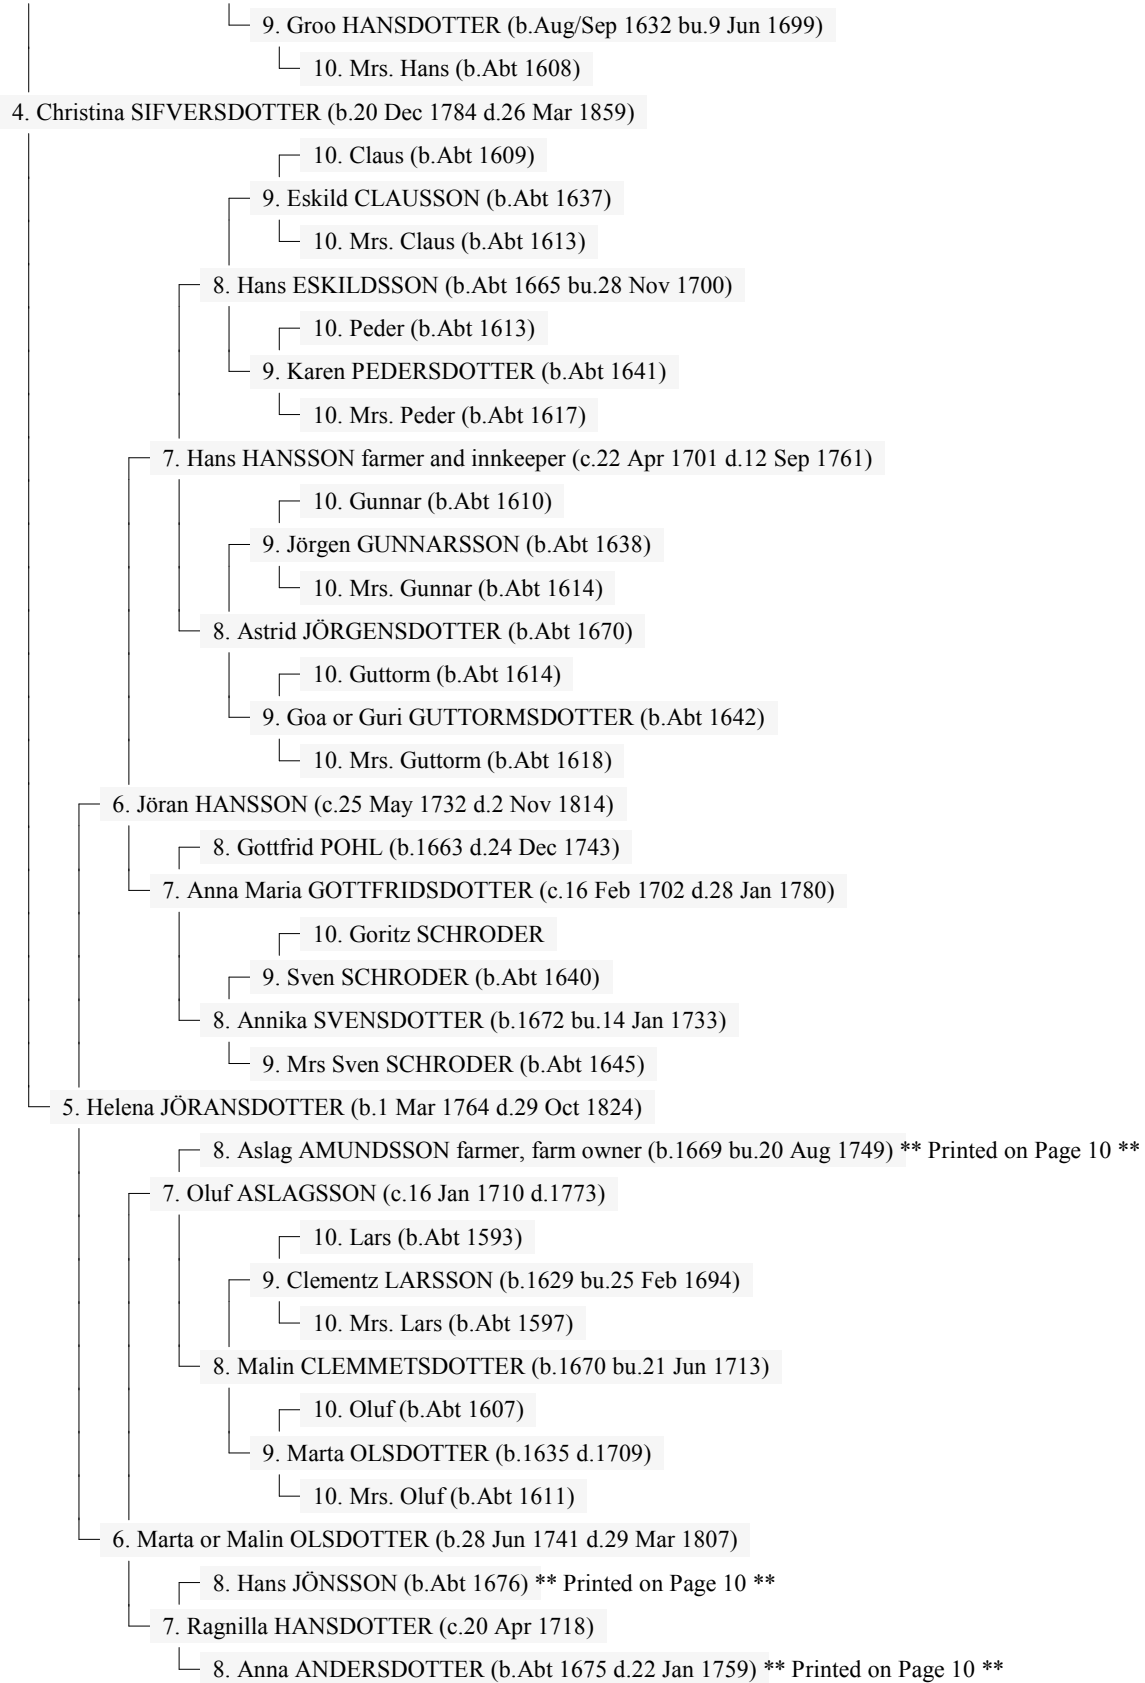 9. Groo HANSDOTTER (b.Aug/Sep 1632 bu.9 Jun 1699)
10. Mrs. Hans (b.Abt 1608)
4. Christina SIFVERSDOTTER (b.20 Dec 1784 d.26 Mar 1859)
10. Claus (b.Abt 1609)
9. Eskild CLAUSSON (b.Abt 1637)
10. Mrs. Claus (b.Abt 1613)
8. Hans ESKILDSSON (b.Abt 1665 bu.28 Nov 1700)
10. Peder (b.Abt 1613)
9. Karen PEDERSDOTTER (b.Abt 1641)
10. Mrs. Peder (b.Abt 1617)
7. Hans HANSSON farmer and innkeeper (c.22 Apr 1701 d.12 Sep 1761)
10. Gunnar (b.Abt 1610)
9. Jörgen GUNNARSSON (b.Abt 1638)
10. Mrs. Gunnar (b.Abt 1614)
8. Astrid JÖRGENSDOTTER (b.Abt 1670)
10. Guttorm (b.Abt 1614)
9. Goa or Guri GUTTORMSDOTTER (b.Abt 1642)
10. Mrs. Guttorm (b.Abt 1618)
6. Jöran HANSSON (c.25 May 1732 d.2 Nov 1814)
8. Gottfrid POHL (b.1663 d.24 Dec 1743)
7. Anna Maria GOTTFRIDSDOTTER (c.16 Feb 1702 d.28 Jan 1780)
10. Goritz SCHRODER
9. Sven SCHRODER (b.Abt 1640)
8. Annika SVENSDOTTER (b.1672 bu.14 Jan 1733)
9. Mrs Sven SCHRODER (b.Abt 1645)
5. Helena JÖRANSDOTTER (b.1 Mar 1764 d.29 Oct 1824)
8. Aslag AMUNDSSON farmer, farm owner (b.1669 bu.20 Aug 1749) ** Printed on Page 10 **
7. Oluf ASLAGSSON (c.16 Jan 1710 d.1773)
10. Lars (b.Abt 1593)
9. Clementz LARSSON (b.1629 bu.25 Feb 1694)
10. Mrs. Lars (b.Abt 1597)
8. Malin CLEMMETSDOTTER (b.1670 bu.21 Jun 1713)
10. Oluf (b.Abt 1607)
9. Marta OLSDOTTER (b.1635 d.1709)
10. Mrs. Oluf (b.Abt 1611)
6. Marta or Malin OLSDOTTER (b.28 Jun 1741 d.29 Mar 1807)
8. Hans JÖNSSON (b.Abt 1676) ** Printed on Page 10 **
7. Ragnilla HANSDOTTER (c.20 Apr 1718)
8. Anna ANDERSDOTTER (b.Abt 1675 d.22 Jan 1759) ** Printed on Page 10 **